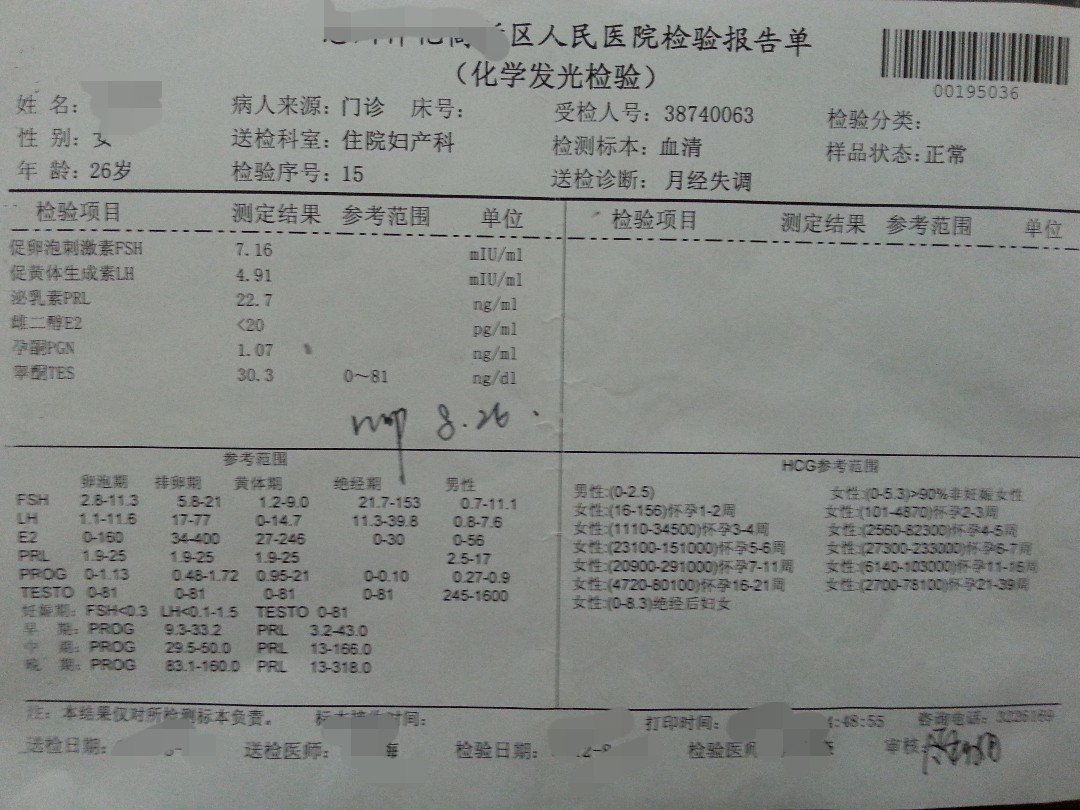 区人民医院检验报告单
(化学发光检验)
00195036
姓 名: 病人来源: 门诊 床号: 受检人号: 38740063 检验分类:
性 别: 女 送检科室: 住院妇产科 检测标本: 血清 样品状态: 正常
年 龄: 26岁 检验序号: 15 送检诊断: 月经失调
检验项目 测定结果 参考范围 单位 检验项目 测定结果 参考范围 单位
促卵泡刺激素FSH 7.16 mIU/ml
促黄体生成素LH 4.91 mIU/ml
泌乳素PRL 22.7 ng/ml
雌二醇E2 <20 pg/ml
孕酮PGN 1.07 ng/ml
睾酮TES 30.3 0~81 ng/dl
8.26.
参考范围
卵泡期 排卵期 黄体期 绝经期 男性
FSH 2.8-11.3 5.8-21 1.2-9.0 21.7-153 0.7-11.1
LH 1.1-11.6 17-77 0-14.7 11.3-39.8 0.8-7.6
E2 0-160 34-400 27-246 0-30 0-56
PRL 1.9-25 1.9-25 1.9-25 2.5-17
PROG 0-1.13 0.48-1.72 0.95-21 0-0.10 0.27-0.9
TESTO 0-81 0-81 0-81 0-81 245-1600
妊娠期: FSH<0.3 LH<0.1-1.5 TESTO 0-81
早 期: PROG 9.3-33.2 PRL 3.2-43.0
中 期: PROG 29.5-50.0 PRL 13-166.0
晚 期: PROG 83.1-160.0 PRL 13-318.0
HCG参考范围
男性:(0-2.5) 女性:(0-5.3)>90%非妊娠女性
女性:(16-156)怀孕1-2周 女性:(101-4870)怀孕2-3周
女性:(1110-34500)怀孕3-4周 女性:(2560-82300)怀孕4-5周
女性:(23100-151000)怀孕5-6周 女性:(27300-233000)怀孕6-7周
女性:(20900-291000)怀孕7-11周 女性:(6140-103000)怀孕11-16周
女性:(4720-80100)怀孕16-21周 女性:(2700-78100)怀孕21-39周
女性:(0-8.3)绝经后妇女
注: 本结果仅对所检测标本负责。 时间: 打印时间: :48:55 咨询电话: 3226169
送检日期: 送检医师: 梅 检验日期: 检验医师 审核: